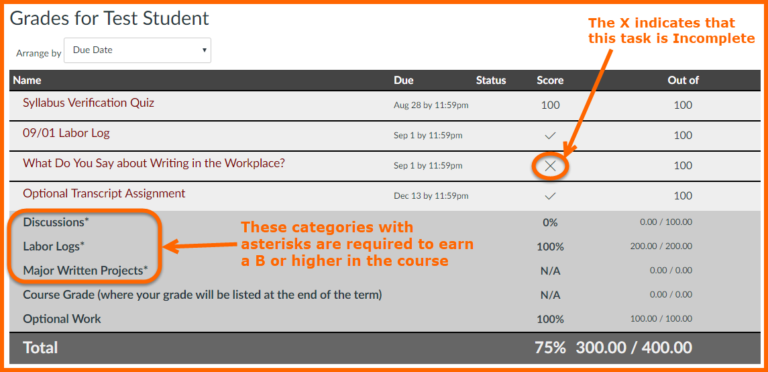 Grades for Test Student
The X indicates that
this task is Incomplete
Arrange by Due Date
Name Due Status Score Out of
Syllabus Verification Quiz Aug 28 by 11:59pm 100 100
09/01 Labor Log Sep 1 by 11:59pm ✓ 100
What Do You Say about Writing in the Workplace? Sep 1 by 11:59pm X 100
Optional Transcript Assignment Dec 13 by 11:59pm ✓ 100
Discussions* 0% 0.00 / 100.00
Labor Logs* 100% 200.00 / 200.00
Major Written Projects* N/A 0.00 / 0.00
These categories with
asterisks are required to earn
a B or higher in the course
Course Grade (where your grade will be listed at the end of the term) N/A 0.00 / 0.00
Optional Work 100% 100.00 / 100.00
Total 75% 300.00 / 400.00